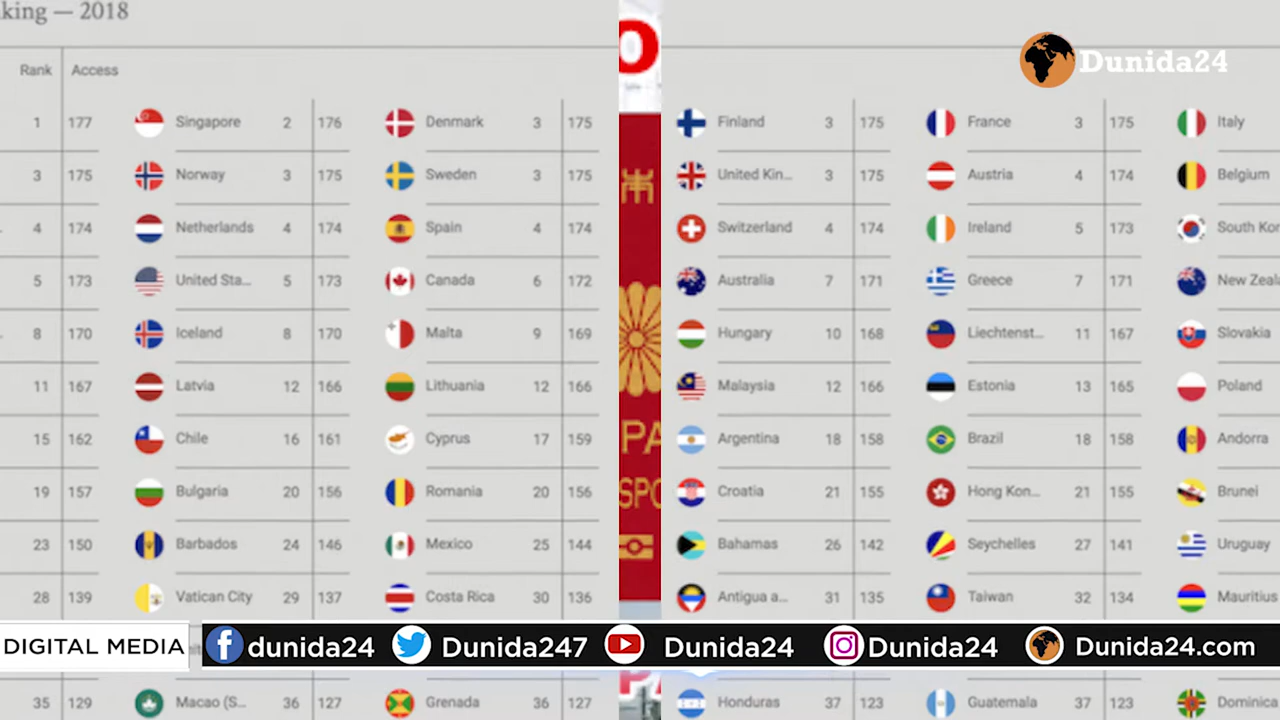 king — 2018
Dunida24
Rank Access
1 177 Singapore 2 176 Denmark 3 175 Finland 3 175 France 3 175 Italy
3 175 Norway 3 175 Sweden 3 175 United Kin... 3 175 Austria 4 174 Belgium
4 174 Netherlands 4 174 Spain 4 174 Switzerland 4 174 Ireland 5 173 South Kor
5 173 United Sta... 5 173 Canada 6 172 Australia 7 171 Greece 7 171 New Zeal
8 170 Iceland 8 170 Malta 9 169 Hungary 10 168 Liechtenst... 11 167 Slovakia
11 167 Latvia 12 166 Lithuania 12 166 Malaysia 12 166 Estonia 13 165 Poland
15 162 Chile 16 161 Cyprus 17 159 Argentina 18 158 Brazil 18 158 Andorra
19 157 Bulgaria 20 156 Romania 20 156 Croatia 21 155 Hong Kon... 21 155 Brunei
23 150 Barbados 24 146 Mexico 25 144 Bahamas 26 142 Seychelles 27 141 Uruguay
28 139 Vatican City 29 137 Costa Rica 30 136 Antigua a... 31 135 Taiwan 32 134 Mauritius
DIGITAL MEDIA dunida24 Dunida247 Dunida24 Dunida24 Dunida24.com
35 129 Macao (S... 36 127 Grenada 36 127 Honduras 37 123 Guatemala 37 123 Dominica
PA
SPO